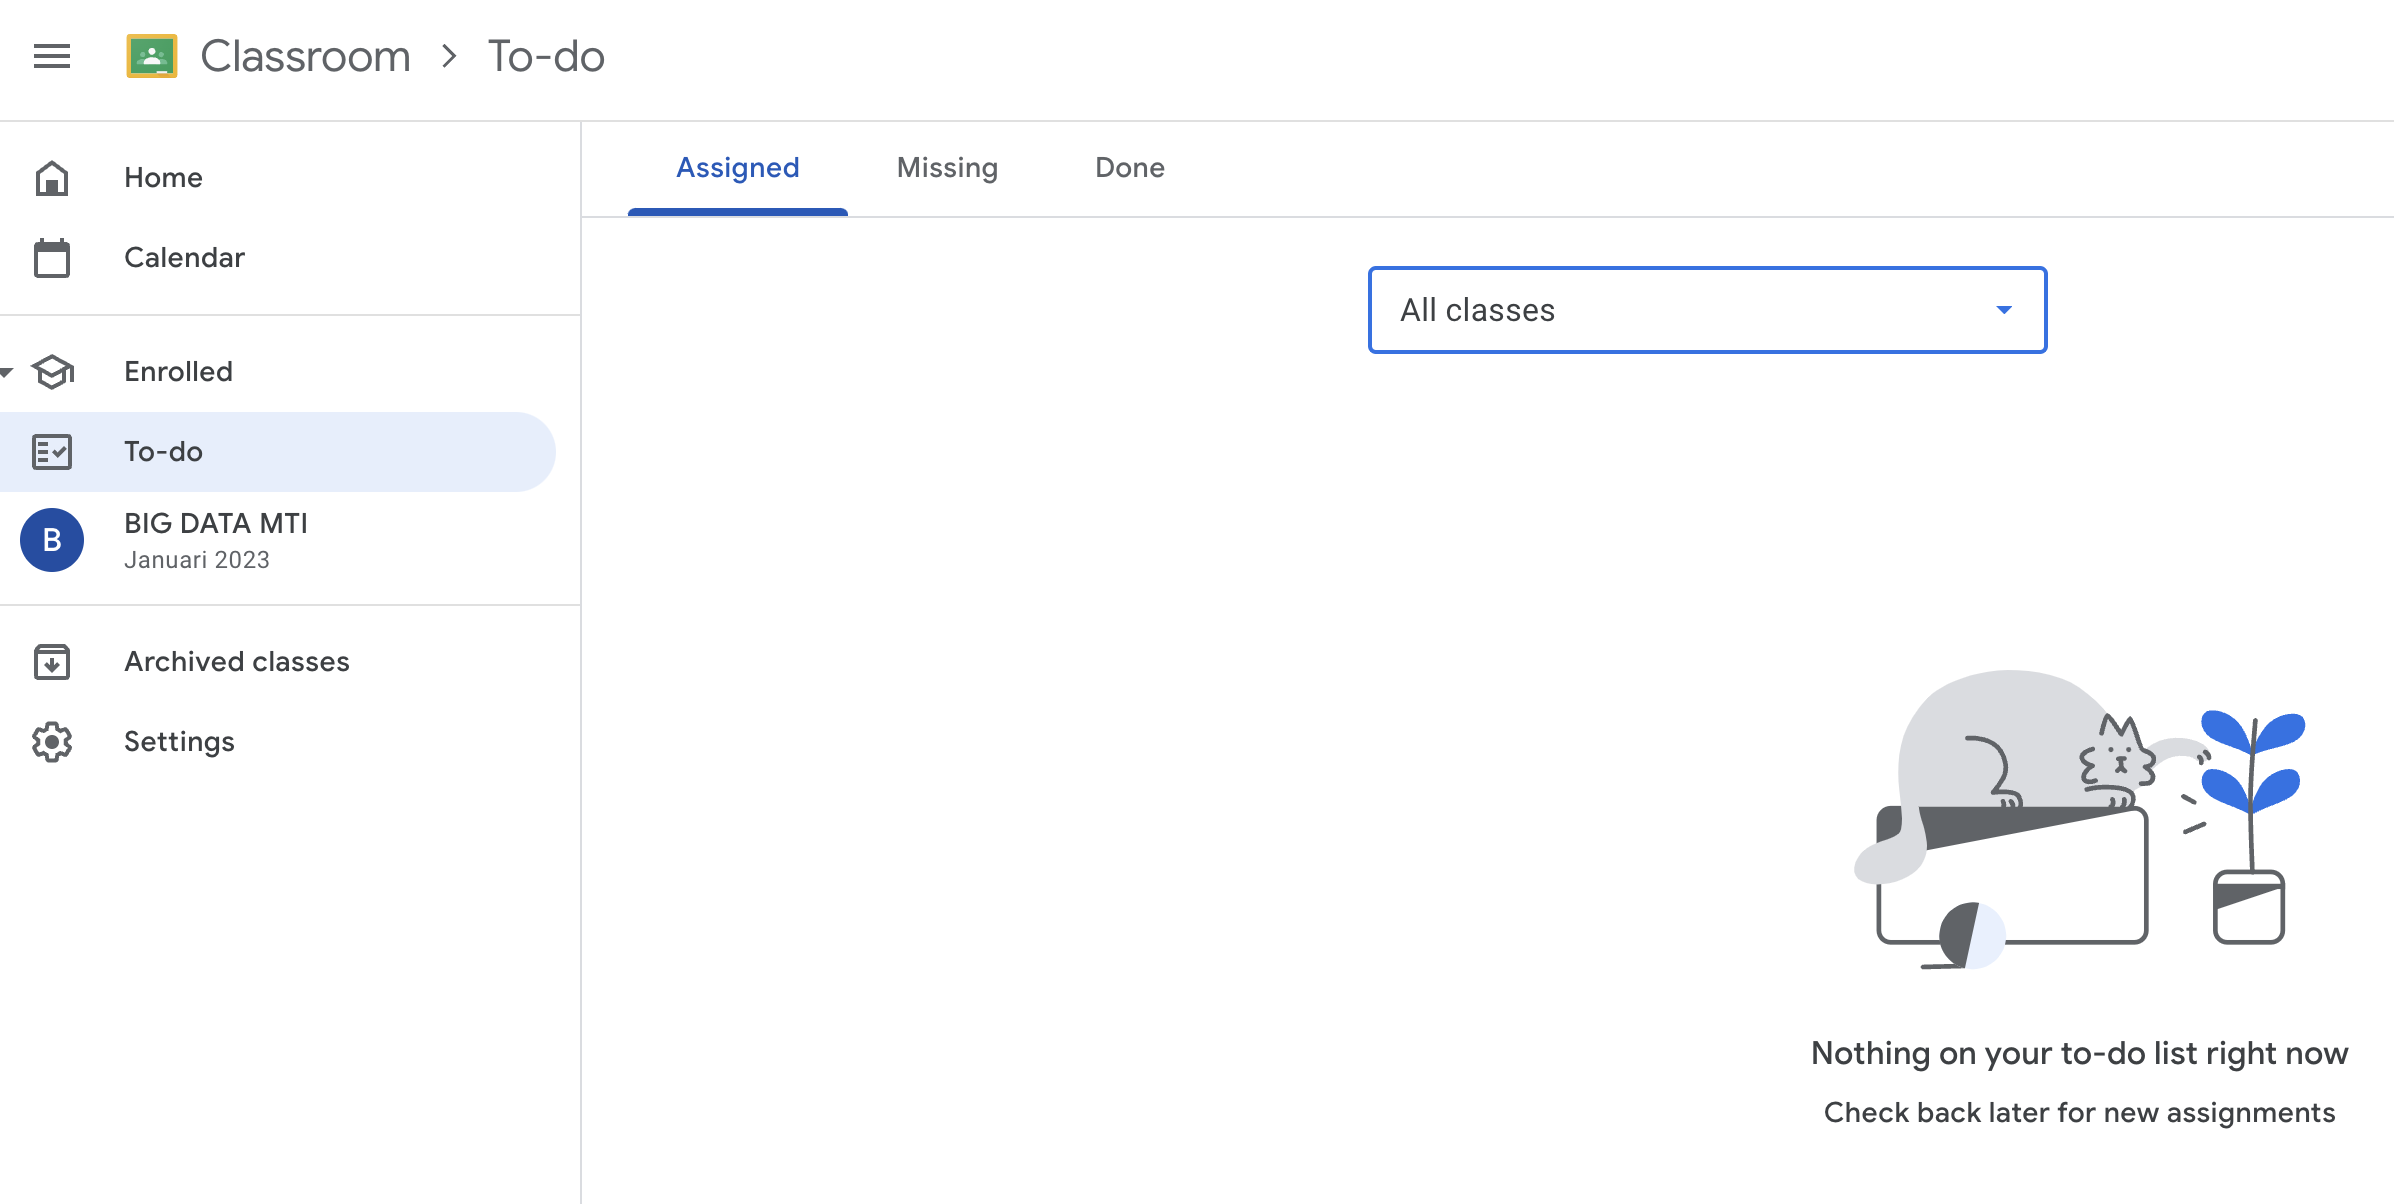 Classroom > To-do
Home
Calendar
Enrolled
To-do
B
BIG DATA MTI
Januari 2023
Archived classes
Settings
Assigned Missing Done
All classes
Nothing on your to-do list right now
Check back later for new assignments